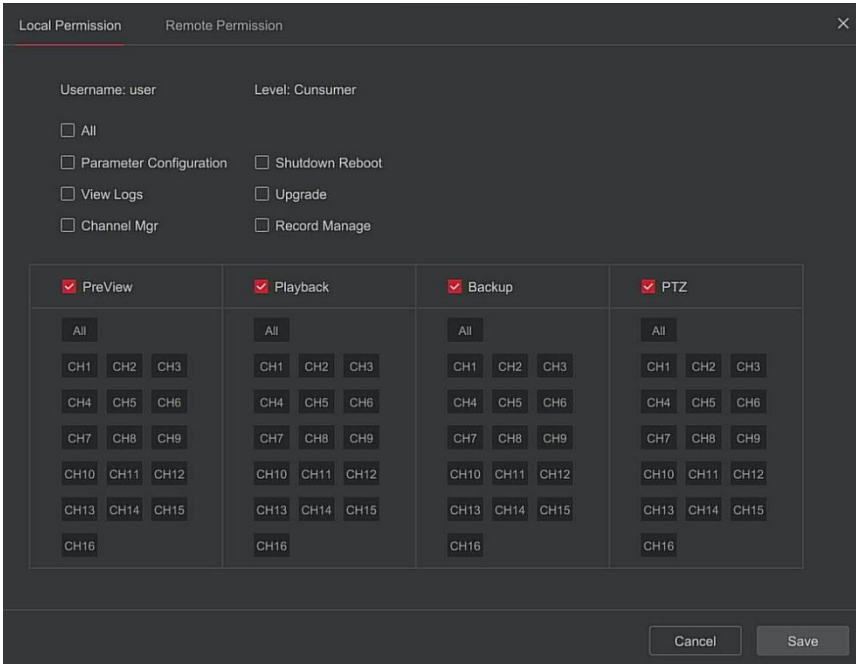 Local Permission Remote Permission
Username: user Level: Cunsumer
All
Parameter Configuration Shutdown Reboot
View Logs Upgrade
Channel Mgr Record Manage
PreView Playback Backup PTZ
All All All All
CH1 CH2 CH3 CH1 CH2 CH3 CH1 CH2 CH3 CH1 CH2 CH3
CH4 CH5 CH6 CH4 CH5 CH6 CH4 CH5 CH6 CH4 CH5 CH6
CH7 CH8 CH9 CH7 CH8 CH9 CH7 CH8 CH9 CH7 CH8 CH9
CH10 CH11 CH12 CH10 CH11 CH12 CH10 CH11 CH12 CH10 CH11 CH12
CH13 CH14 CH15 CH13 CH14 CH15 CH13 CH14 CH15 CH13 CH14 CH15
CH16 CH16 CH16 CH16
Cancel Save